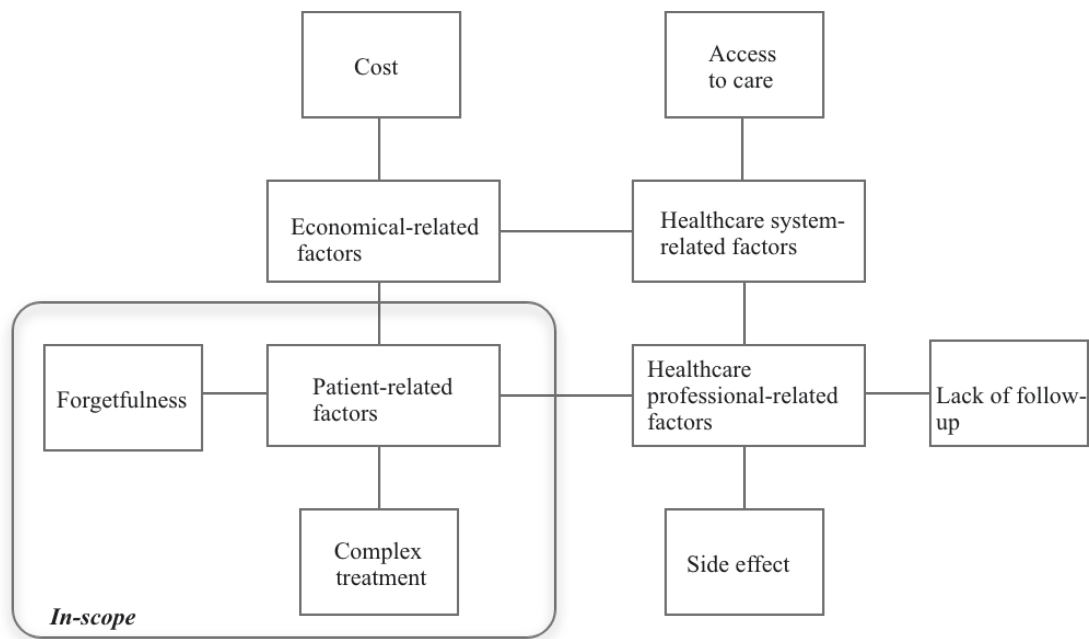 Cost
Access
to care
Economical-related
factors
Healthcare system-
related factors
Forgetfulness
Patient-related
factors
Healthcare
professional-related
factors
Lack of follow-
up
Complex
treatment
Side effect
In-scope